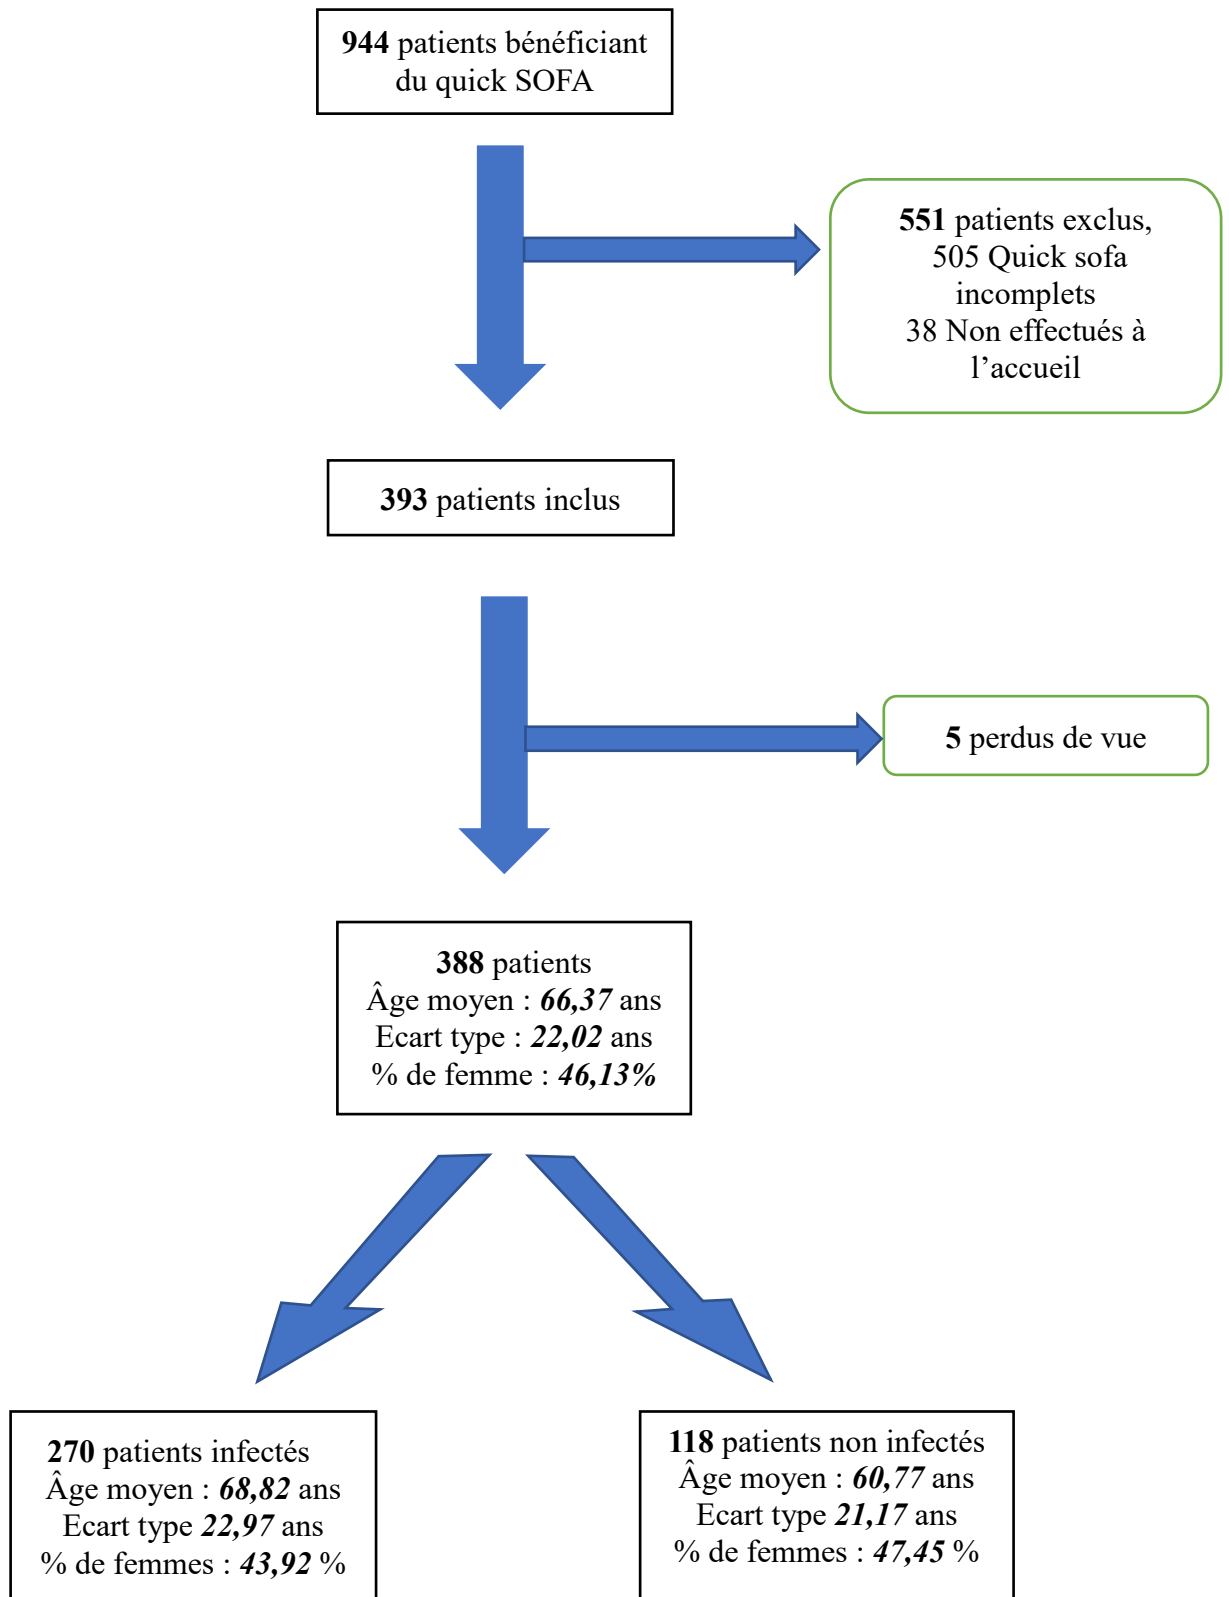 944 patients bénéficiant
du quick SOFA
551 patients exclus,
505 Quick sofa
incomplets
38 Non effectués à
l’accueil
393 patients inclus
5 perdus de vue
388 patients
Âge moyen : 66,37 ans
Ecart type : 22,02 ans
% de femme : 46,13%
270 patients infectés
Âge moyen : 68,82 ans
Ecart type 22,97 ans
% de femmes : 43,92 %
118 patients non infectés
Âge moyen : 60,77 ans
Ecart type 21,17 ans
% de femmes : 47,45 %